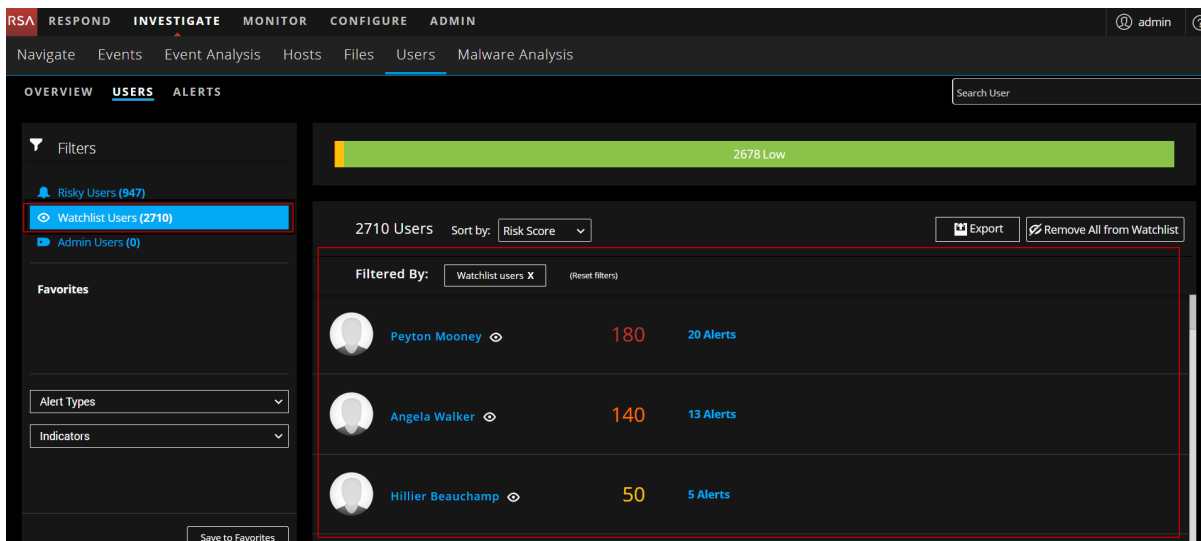 RSA RESPOND INVESTIGATE MONITOR CONFIGURE ADMIN admin
Navigate Events Event Analysis Hosts Files Users Malware Analysis
OVERVIEW USERS ALERTS Search User
Filters
2678 Low
Risky Users (947)
Watchlist Users (2710)
Admin Users (0)
2710 Users Sort by: Risk Score Export Remove All from Watchlist
Filtered By: Watchlist users X (Reset filters)
Favorites
Peyton Mooney 180 20 Alerts
Alert Types
Angela Walker 140 13 Alerts
Indicators
Hillier Beauchamp 50 5 Alerts
Save to Favorites